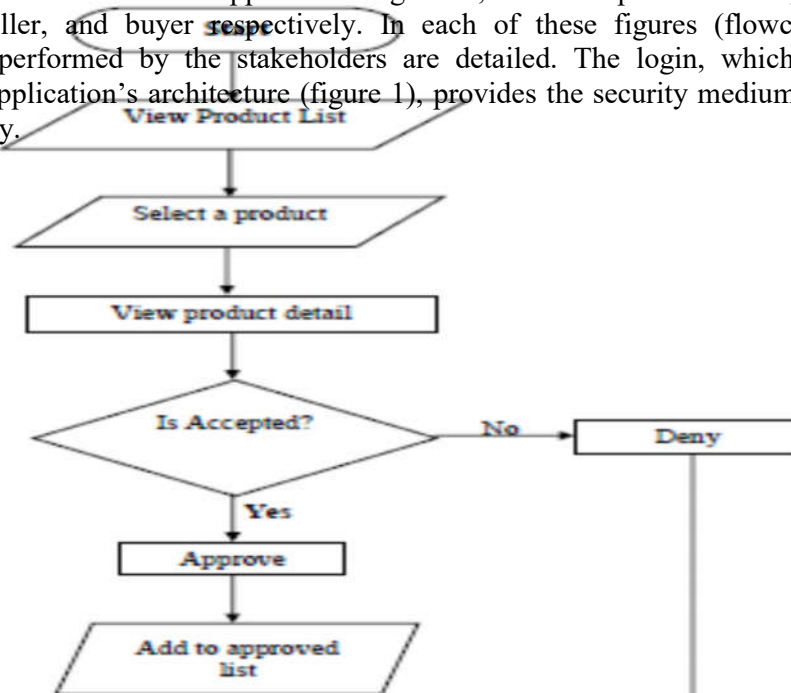 ller, and buyer respectively. In each of these figures (flowc
performed by the stakeholders are detailed. The login, which
pplication's architecture (figure 1), provides the security medium
View Product List
y.
Select a product
View product detail
Is Accepted?
No
Deny
Yes
Approve
Add to approved
list